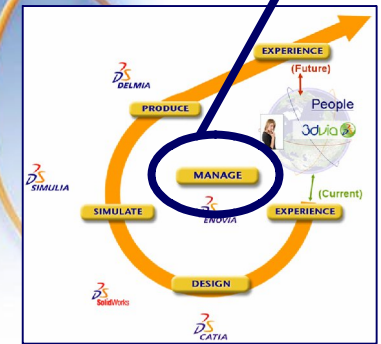 EXPERIENCE
(Future)
DELMIA
People
PRODUCE
3dvia
MANAGE
SIMULIA
(Current)
SIMULATE
ENOVIA
EXPERIENCE
DESIGN
SolidWorks
CATIA